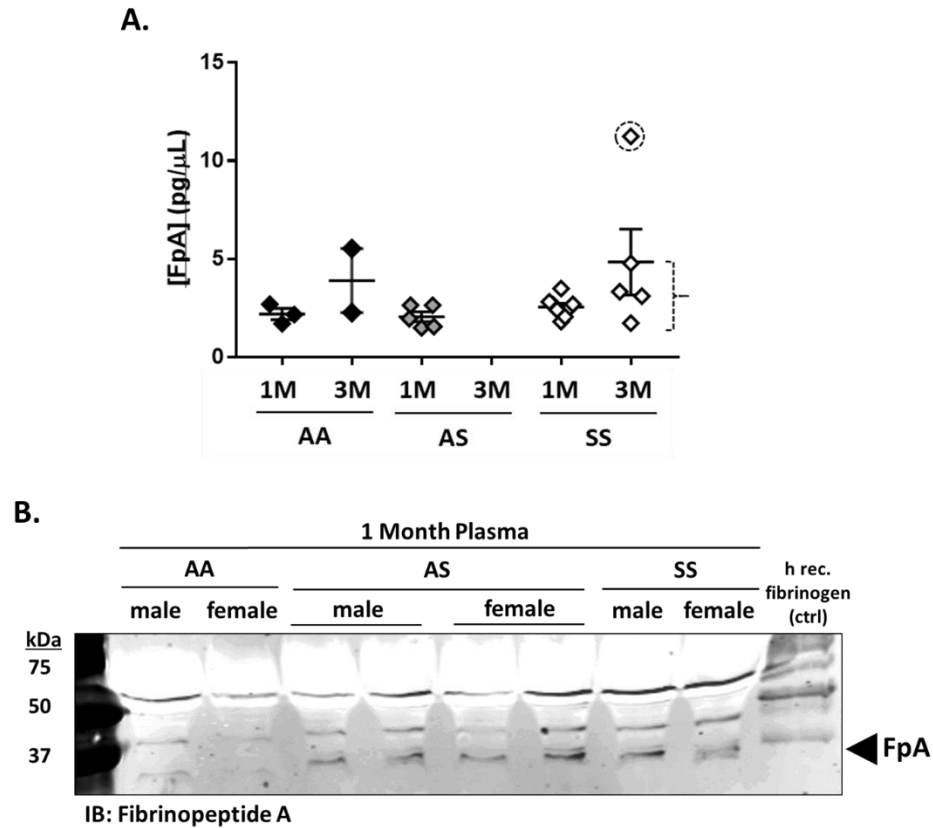 A.
[FpA] (pg/μL)
15
10
5
0
1M 3M 1M 3M 1M 3M
AA AS SS
B.
1 Month Plasma
AA AS SS
h rec. fibrinogen (ctrl)
male female male female male female
kDa
75
50
37
FpA
IB: Fibrinopeptide A